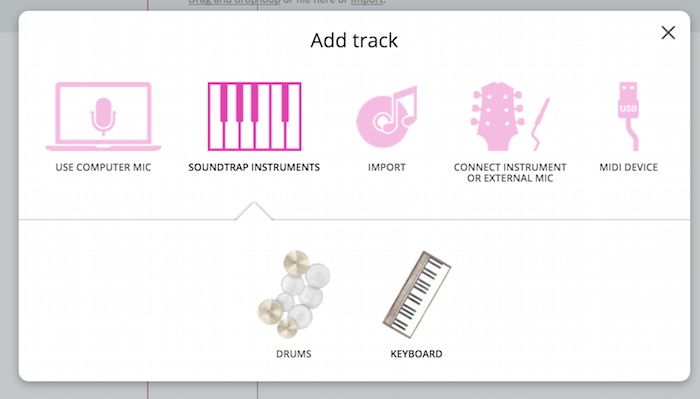 Drag and drop loop or file here or import.
Add track
USB
USE COMPUTER MIC
SOUNDTRAP INSTRUMENTS
IMPORT
CONNECT INSTRUMENT
OR EXTERNAL MIC
MIDI DEVICE
DRUMS
KEYBOARD